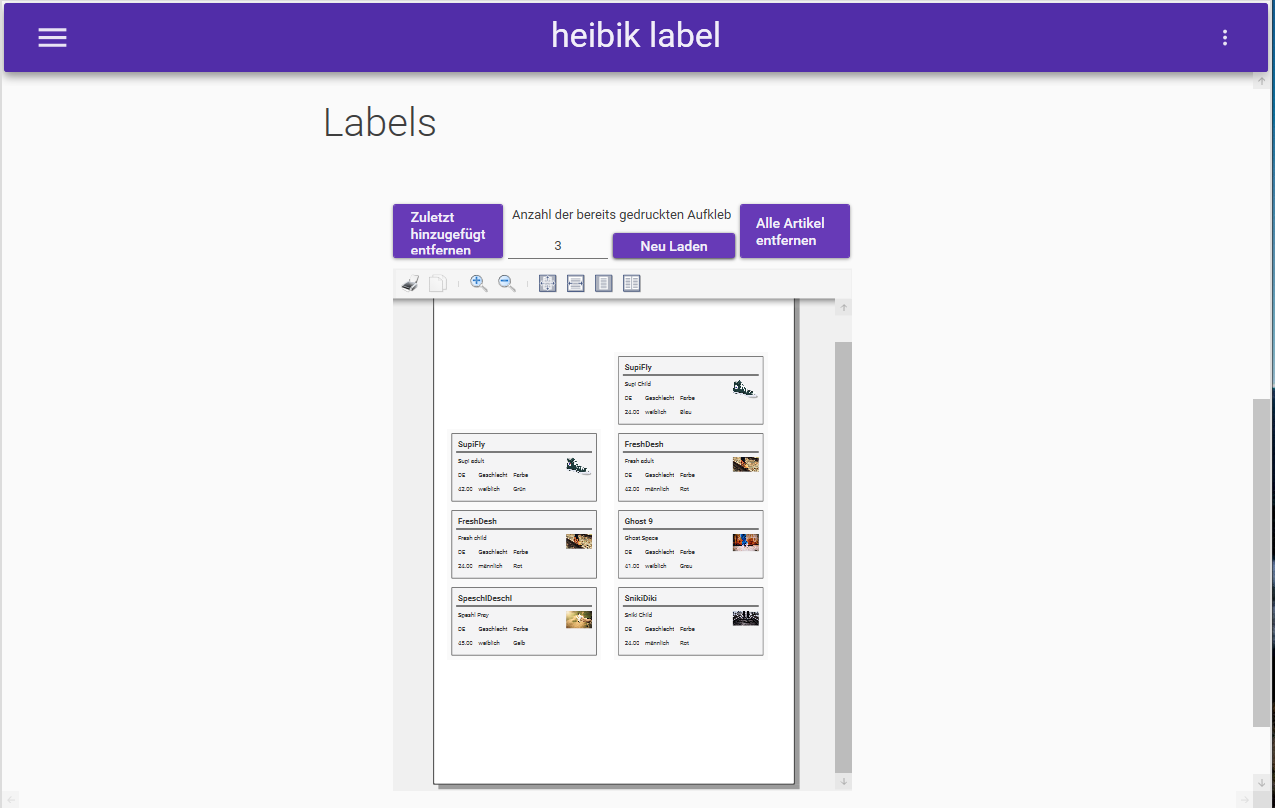 heibik label
Labels
Zuletzt
hinzugefügt
entfernen
Anzahl der bereits gedruckten Aufkleb
3
Neu Laden
Alle Artikel
entfernen
SupiFly
Supi Child
DE Geschlecht Farbe
24.00 weiblich Blau
SupiFly
Supi adult
DE Geschlecht Farbe
42.00 weiblich Grün
FreshDesh
Fresh adult
DE Geschlecht Farbe
42.00 männlich Rot
FreshDesh
Fresh child
DE Geschlecht Farbe
24.00 männlich Rot
Ghost 9
Ghost Space
DE Geschlecht Farbe
41.00 weiblich Grau
SpeschlDeschl
Speshl Prey
DE Geschlecht Farbe
45.00 weiblich Gelb
SnikiDiki
Sniki Child
DE Geschlecht Farbe
24.00 männlich Rot